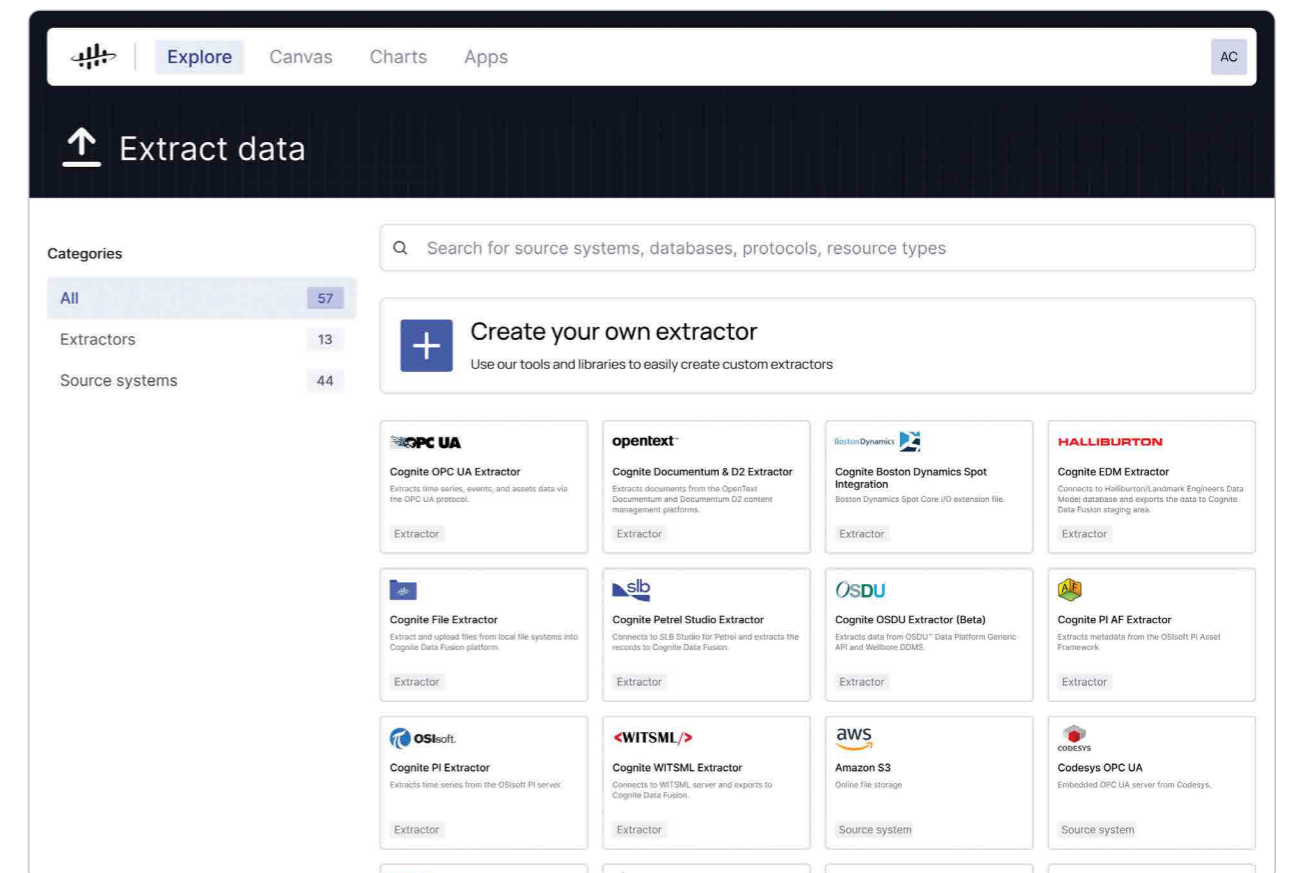 Explore
Canvas
Charts
Apps
AC
Extract data
Categories
All
57
Extractors
13
Source systems
44
Search for source systems, databases, protocols, resource types
Create your own extractor
Use our tools and libraries to easily create custom extractors
OPC UA
Cognite OPC UA Extractor
Extracts time series, events, and assets data via
the OPC UA protocol.
Extractor
opentext™
Cognite Documentum & D2 Extractor
Extracts documents from the OpenText
Documentum and Documentum D2 content
management platforms.
Extractor
BostonDynamics
Cognite Boston Dynamics Spot
Integration
Boston Dynamics Spot Core I/O extension file.
Extractor
HALLIBURTON
Cognite EDM Extractor
Connects to Halliburton/Landmark Engineer's Data
Model database and exports the data to Cognite
Data Fusion staging area.
Extractor
Cognite File Extractor
Extract and upload files from local file systems into
Cognite Data Fusion platform.
Extractor
slb
Cognite Petrel Studio Extractor
Connects to SLB Studio for Petrel and extracts the
records to Cognite Data Fusion.
Extractor
OSDU
Cognite OSDU Extractor (Beta)
Extracts data from OSDU™ Data Platform Generic
API and Wellbore DDMS
Extractor
AF
Cognite PI AF Extractor
Extracts metadata from the OSIsoft PI Asset
Framework
Extractor
OSIsoft.
Cognite PI Extractor
Extracts time series from the OSIsoft PI server.
Extractor
<WITSML/>
Cognite WITSML Extractor
Connects to WITSML server and exports to
Cognite Data Fusion.
Extractor
aws
Amazon S3
Online file storage
Source system
CODESYS
Codesys OPC UA
Embedded OPC UA server from Codesys.
Source system